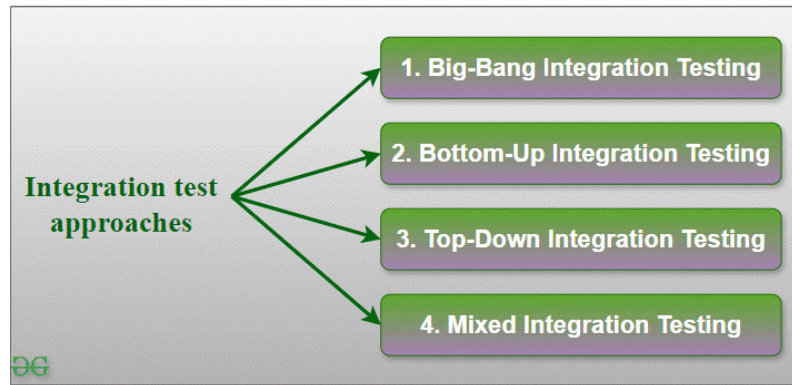 Integration test
approaches
1. Big-Bang Integration Testing
2. Bottom-Up Integration Testing
3. Top-Down Integration Testing
4. Mixed Integration Testing